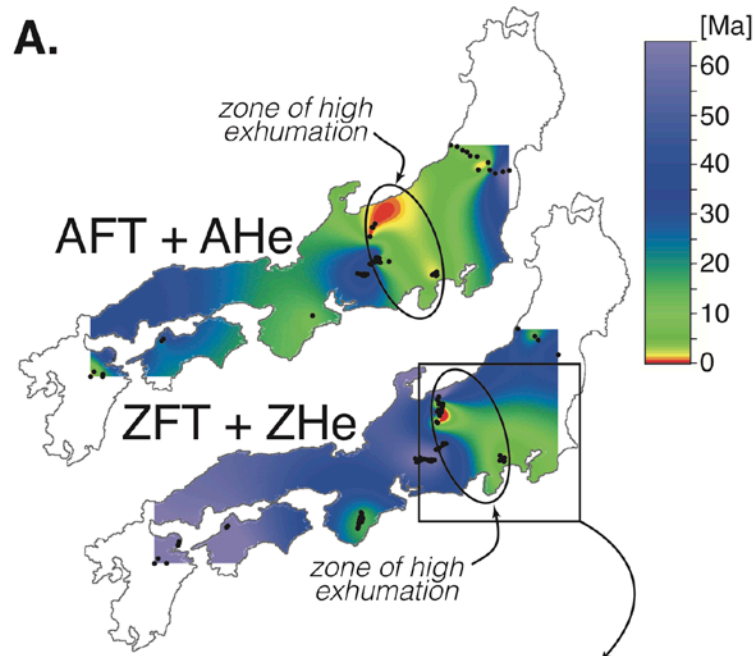 A.
[Ma]
60
50
40
30
20
10
0
zone of high
exhumation
AFT + AHe
ZFT + ZHe
zone of high
exhumation